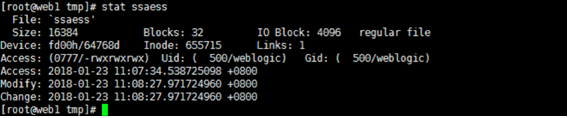 [root@web1 tmp]# stat ssaess
  File: `ssaess'
  Size: 16384           Blocks: 32         IO Block: 4096   regular file
Device: fd00h/64768d    Inode: 655715      Links: 1
Access: (0777/-rwxrwxrwx)  Uid: (  500/weblogic)   Gid: (  500/weblogic)
Access: 2018-01-23 11:07:34.538725098 +0800
Modify: 2018-01-23 11:08:27.971724960 +0800
Change: 2018-01-23 11:08:27.971724960 +0800
[root@web1 tmp]#